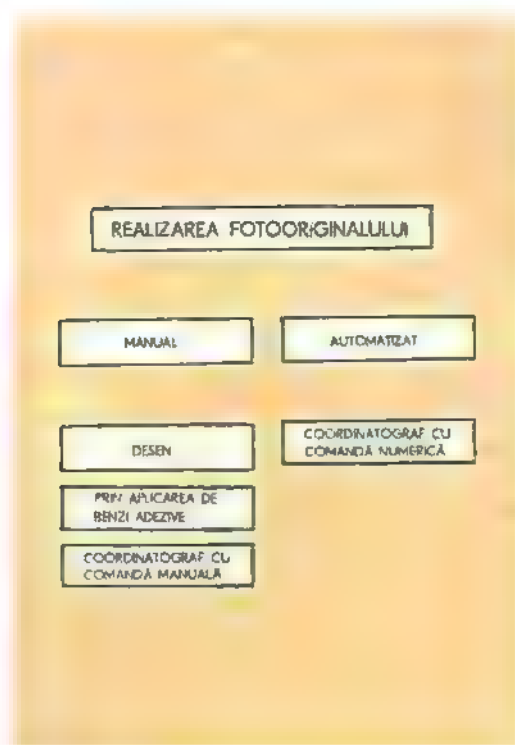 REALIZAREA FOTOORIGINALULUI
MANUAL
AUTOMATIZAT
DESEN
COORDINATOGRAF CU
COMANDĂ NUMERICĂ
PRIN APLICAREA DE
BENZI ADEZIVE
COORDINATOGRAF CU
COMANDĂ MANUALĂ